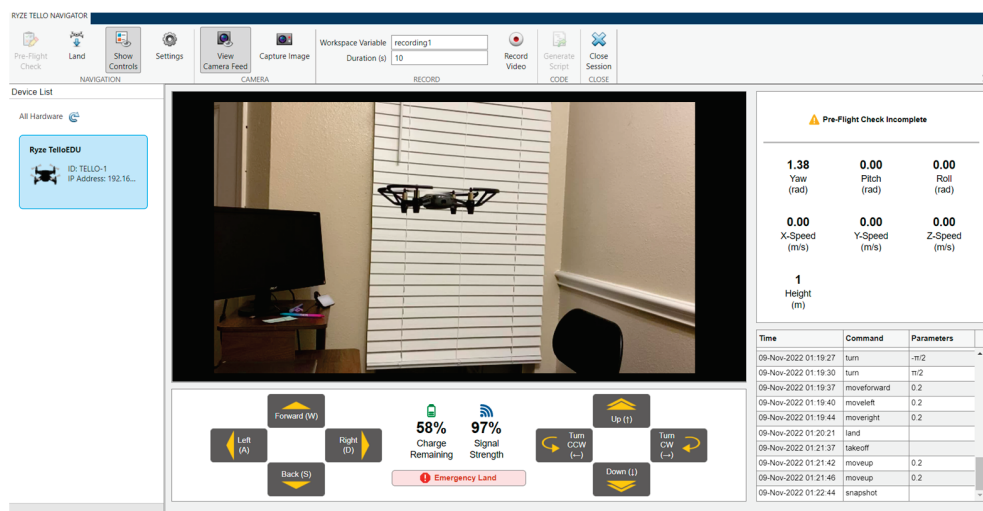 RYZE TELLO NAVIGATOR
Pre-Flight Check
Land
Show Controls
Settings
View Camera Feed
Capture Image
Workspace Variable recording1
Duration (s) 10
Record Video
Generate Script
Close Session
NAVIGATION
CAMERA
RECORD
CODE
CLOSE
Device List
All Hardware
Ryze TelloEDU
ID: TELLO-1
IP Address: 192.16...
Pre-Flight Check Incomplete
1.38 0.00 0.00
Yaw Pitch Roll
(rad) (rad) (rad)
0.00 0.00 0.00
X-Speed Y-Speed Z-Speed
(m/s) (m/s) (m/s)
1
Height
(m)
Time Command Parameters
09-Nov-2022 01:19:27 turn -π/2
09-Nov-2022 01:19:30 turn π/2
09-Nov-2022 01:19:37 moveforward 0.2
09-Nov-2022 01:19:40 moveleft 0.2
09-Nov-2022 01:19:44 moveright 0.2
09-Nov-2022 01:20:21 land
09-Nov-2022 01:21:37 takeoff
09-Nov-2022 01:21:42 moveup 0.2
09-Nov-2022 01:21:46 moveup 0.2
09-Nov-2022 01:22:44 snapshot
Forward (W)
Left (A)
Right (D)
Back (S)
58%
Charge
Remaining
97%
Signal
Strength
Emergency Land
Up (↑)
Turn CCW (←)
Turn CW (→)
Down (↓)